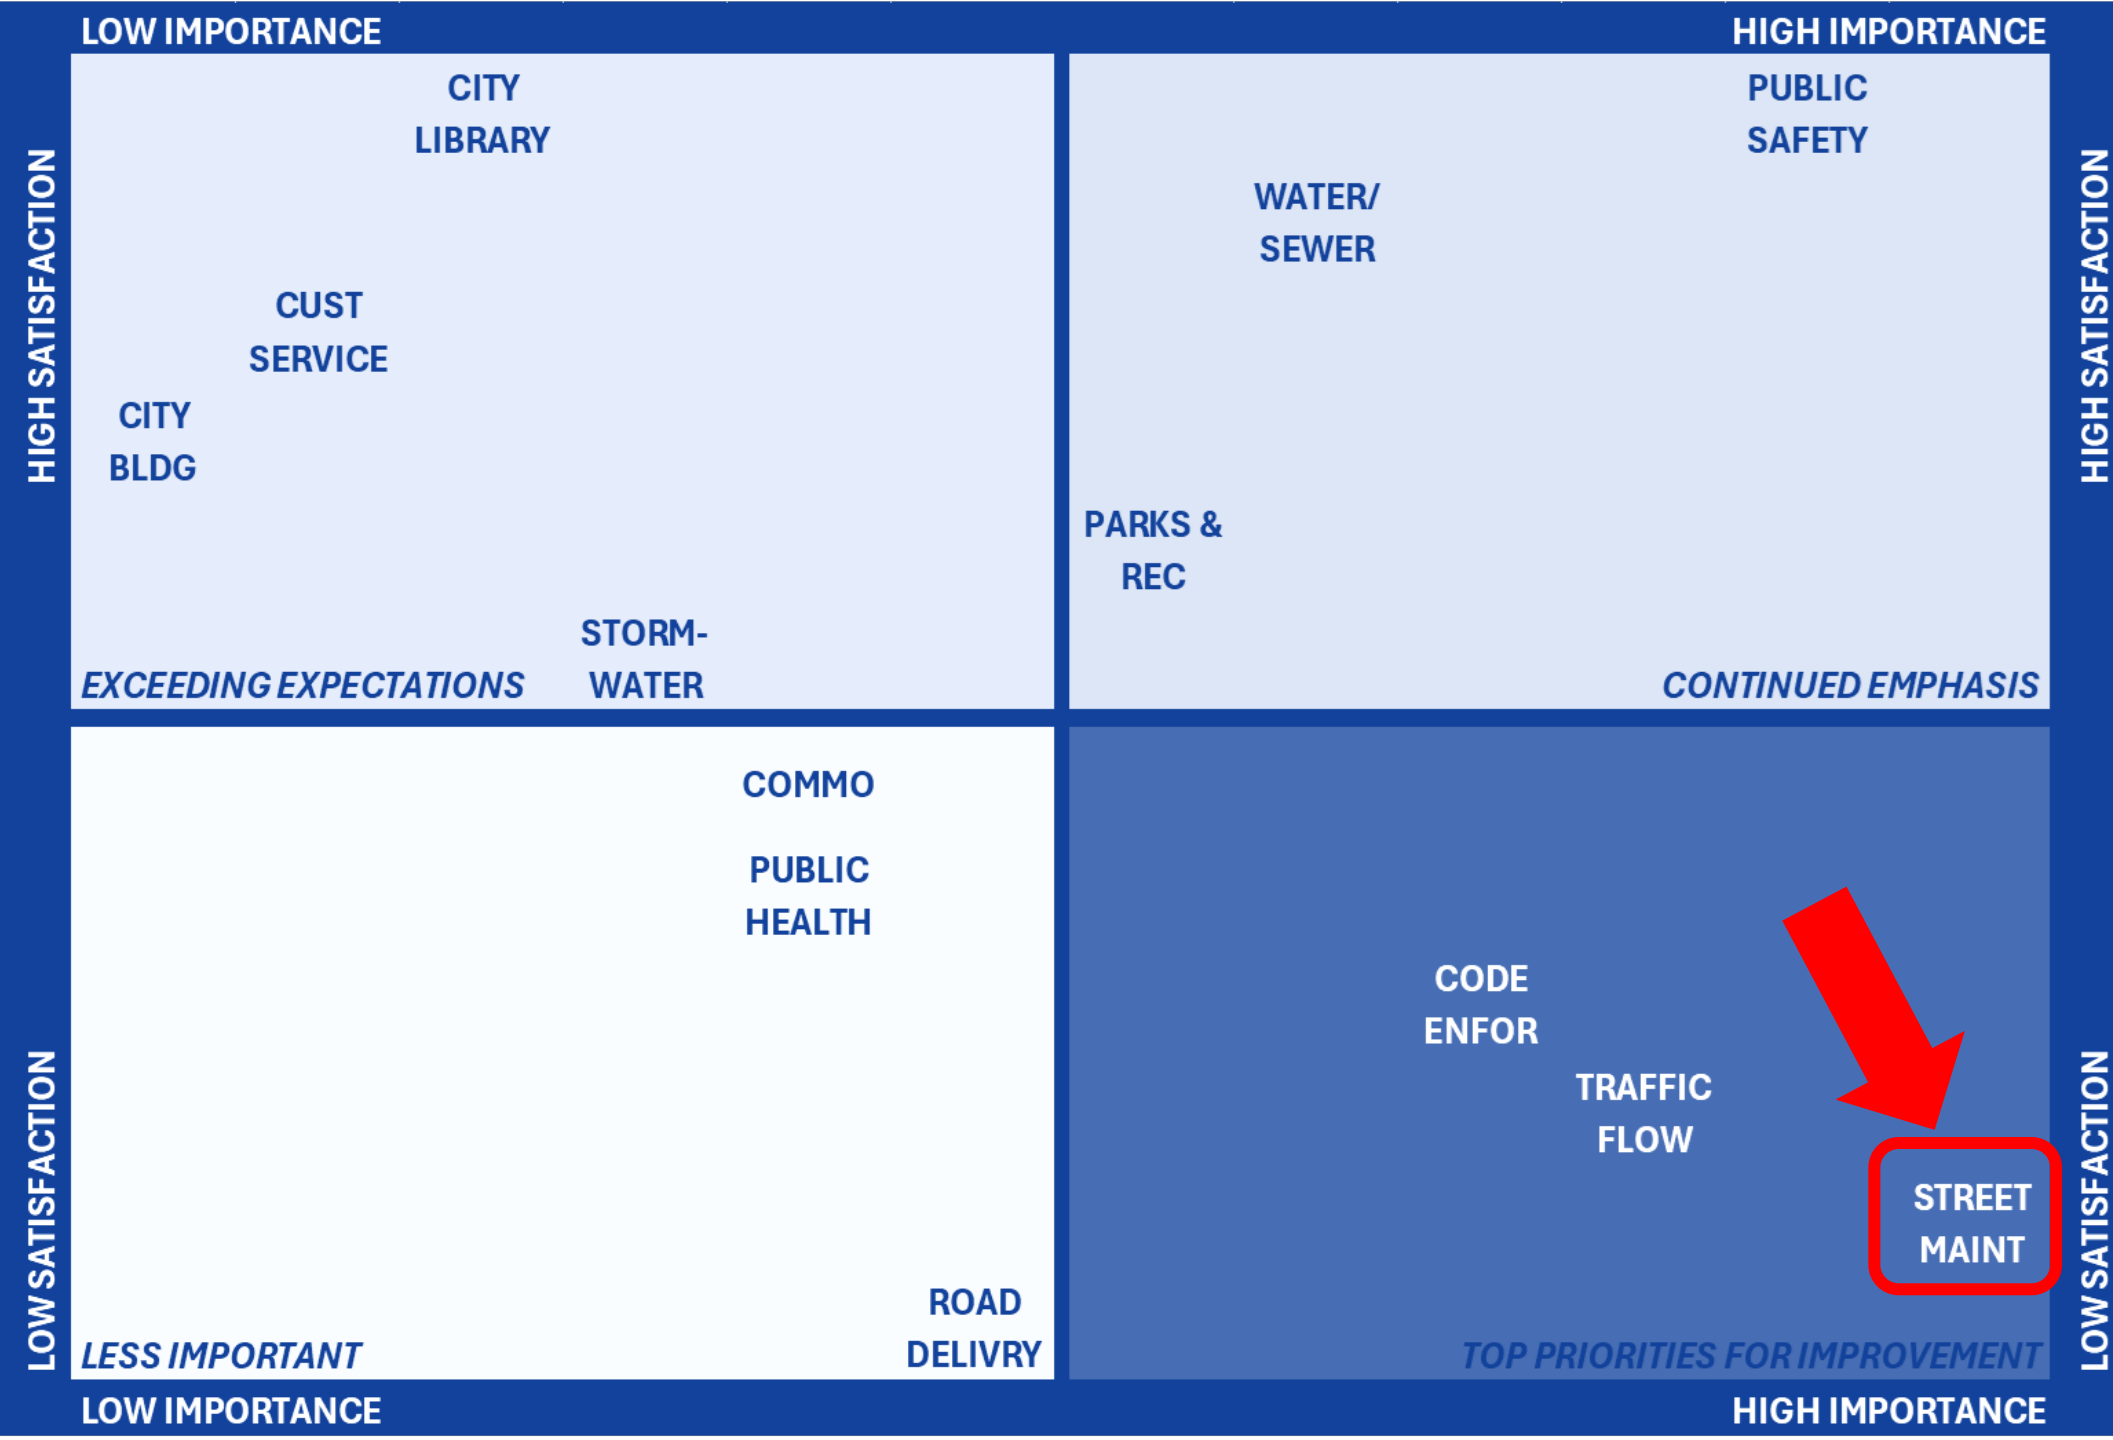 LOW IMPORTANCE
HIGH IMPORTANCE
HIGH SATISFACTION
CITY
LIBRARY
CUST
SERVICE
CITY
BLDG
STORM-
WATER
EXCEEDING EXPECTATIONS
PUBLIC
SAFETY
WATER/
SEWER
PARKS &
REC
CONTINUED EMPHASIS
HIGH SATISFACTION
LOW SATISFACTION
COMMO
PUBLIC
HEALTH
ROAD
DELIVRY
LESS IMPORTANT
CODE
ENFOR
TRAFFIC
FLOW
STREET
MAINT
TOP PRIORITIES FOR IMPROVEMENT
LOW SATISFACTION
LOW IMPORTANCE
HIGH IMPORTANCE